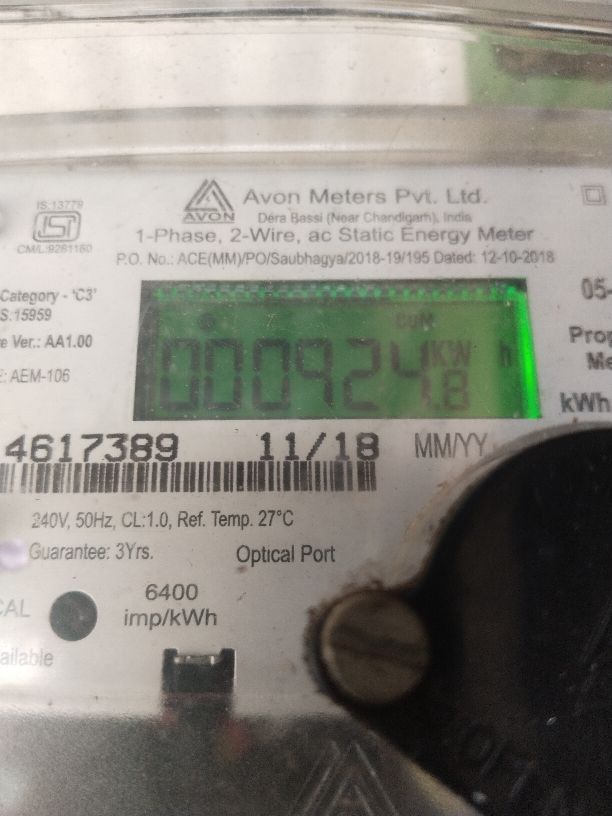 IS:13779
ISI
CM/L:9281160
AVON
Avon Meters Pvt. Ltd.
Dera Bassi (Near Chandigarh), India
1-Phase, 2-Wire, ac Static Energy Meter
P.O. No.: ACE(MM)/PO/Saubhagya/2018-19/195 Dated: 12-10-2018
Category - 'C3'
S:15959
05-
CUM
e Ver.: AA1.00
000924.8 KW h
Prop
Me
E: AEM-106
kWh
4617389 11/18 MM/YY
240V, 50Hz, CL:1.0, Ref. Temp. 27°C
Guarantee: 3Yrs. Optical Port
CAL
6400
imp/kWh
ailable